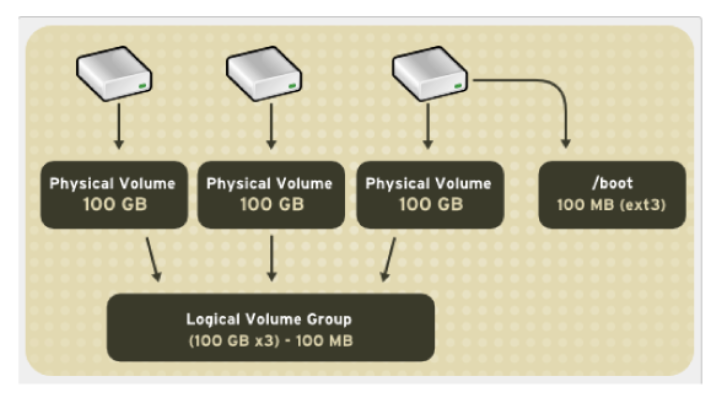 Physical Volume
100 GB
Physical Volume
100 GB
Physical Volume
100 GB
/boot
100 MB (ext3)
Logical Volume Group
(100 GB x3) - 100 MB